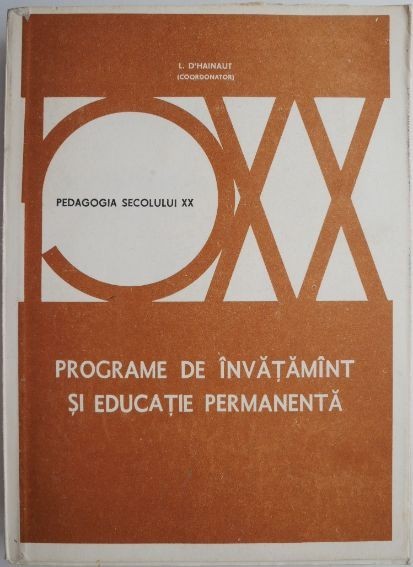 L. D'HAINAUT
(COORDONATOR)
PEDAGOGIA SECOLULUI XX
PROGRAME DE ÎNVĂȚĂMÎNT
ȘI EDUCAȚIE PERMANENTĂ